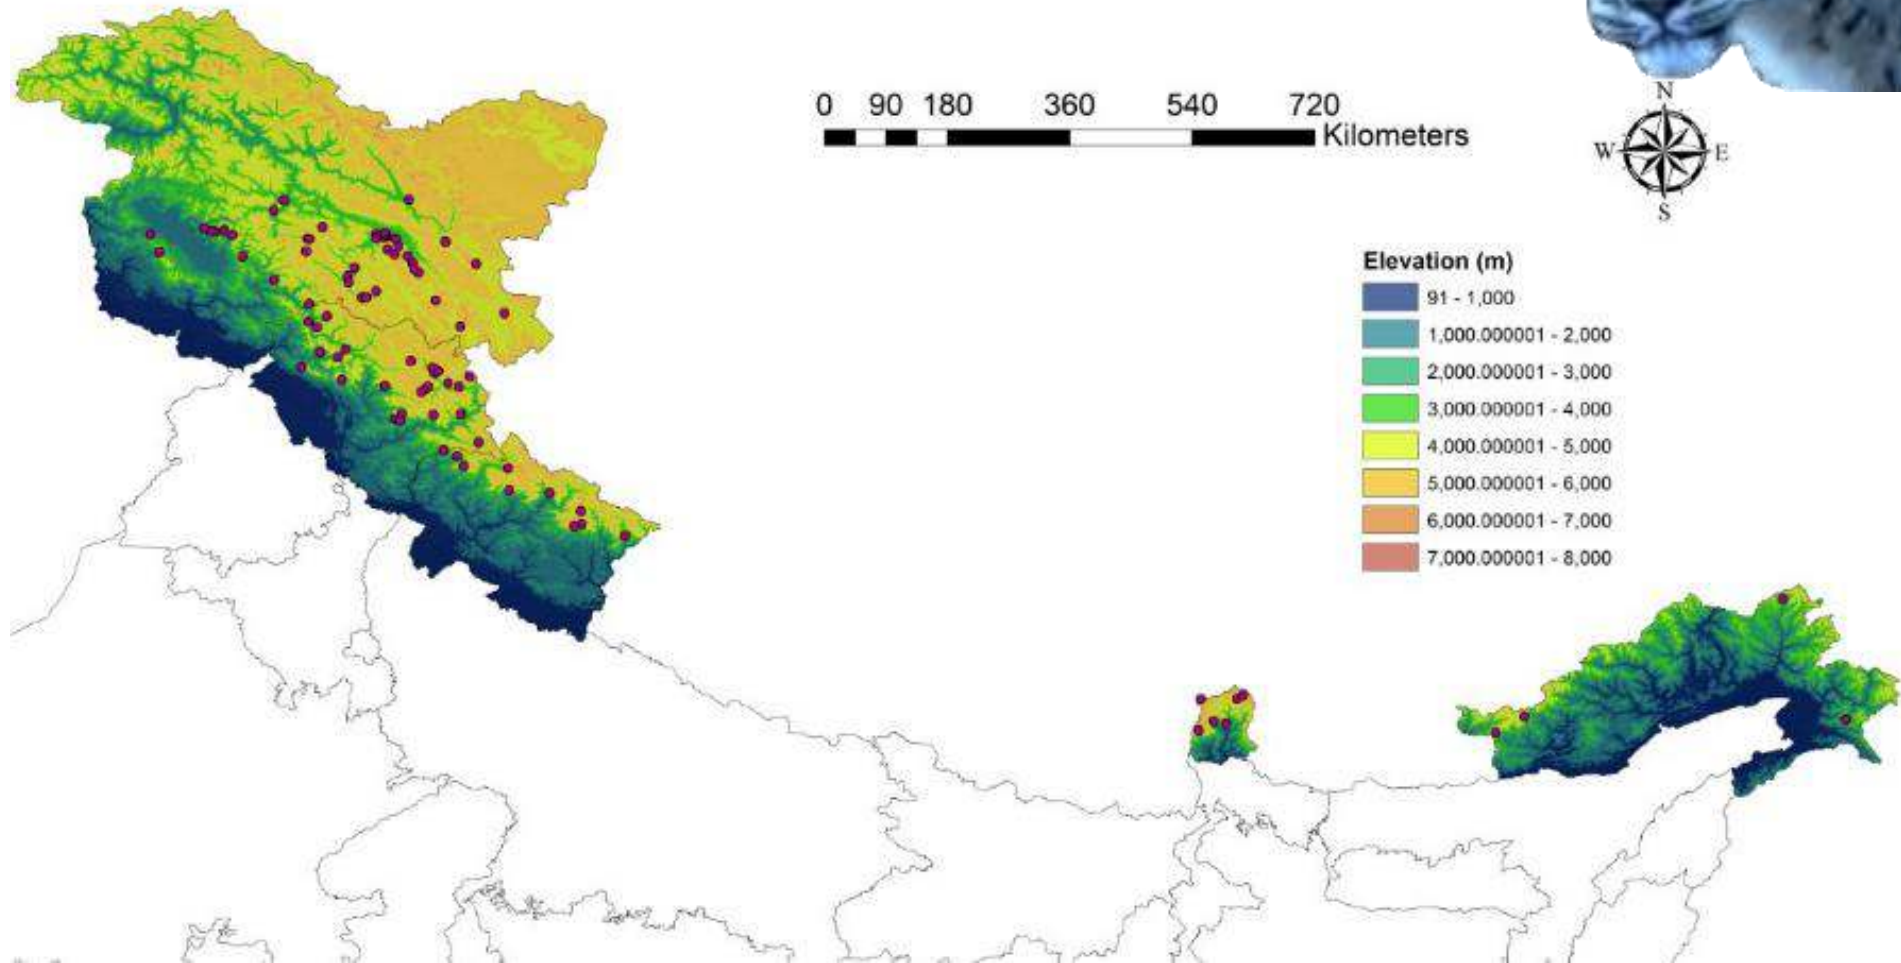 0 90 180 360 540 720
Kilometers
N
W E
S
Elevation (m)
91 - 1,000
1,000.000001 - 2,000
2,000.000001 - 3,000
3,000.000001 - 4,000
4,000.000001 - 5,000
5,000.000001 - 6,000
6,000.000001 - 7,000
7,000.000001 - 8,000